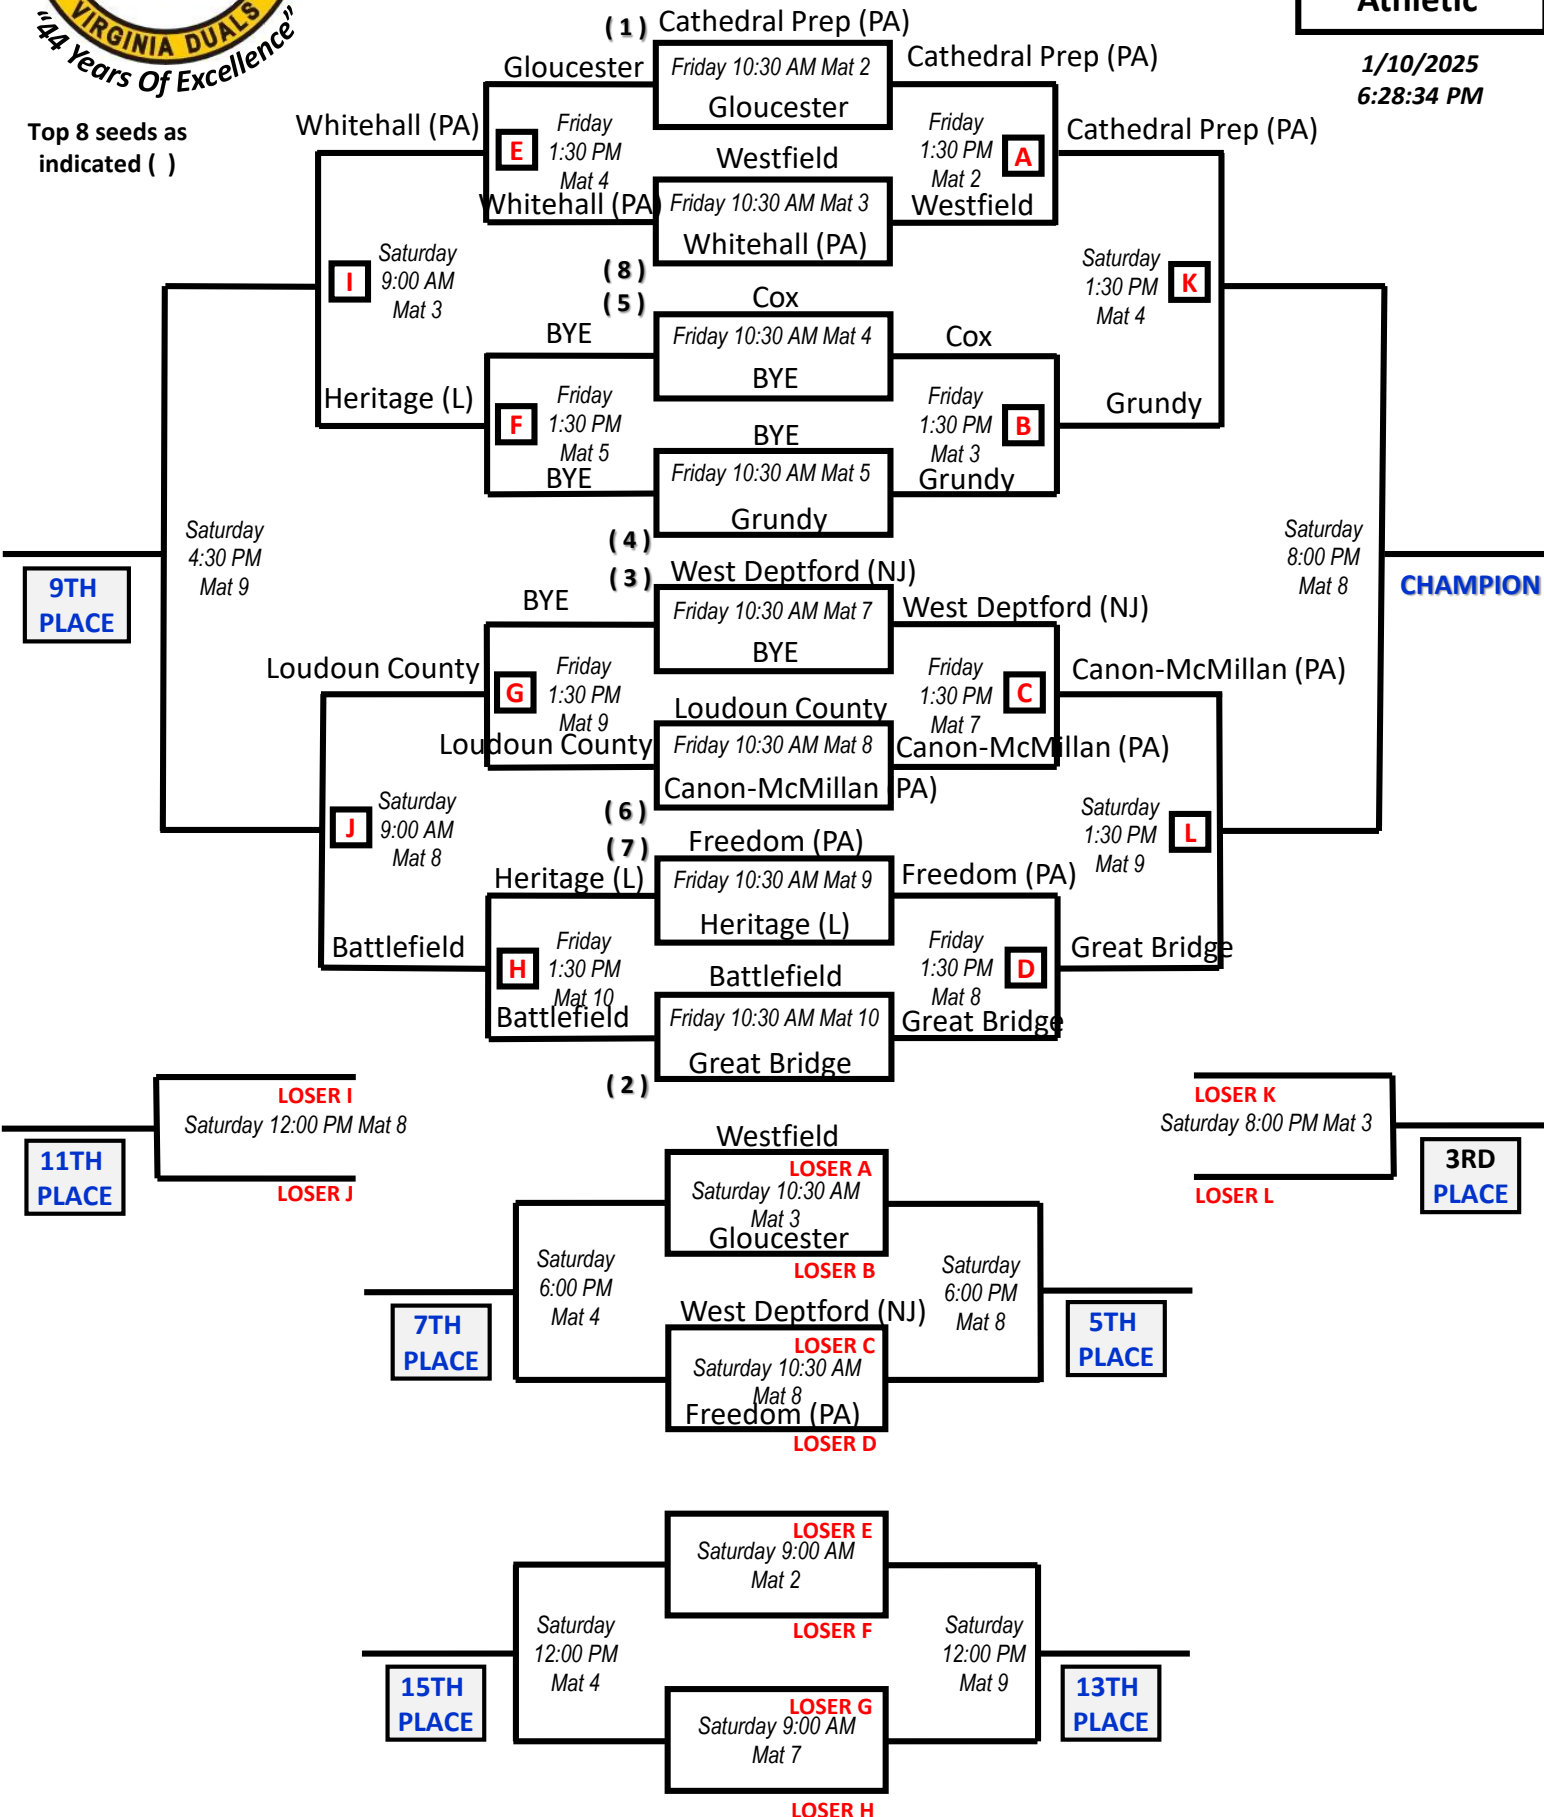 VIRGINIA DUALS
"44 Years Of Excellence"
Athletic
1/10/2025
6:28:34 PM
Top 8 seeds as
indicated ( )
( 1 ) Cathedral Prep (PA)
Gloucester
Friday 10:30 AM Mat 2
Cathedral Prep (PA)
Gloucester
Whitehall (PA)
E
Friday
1:30 PM
Mat 4
Westfield
Friday
1:30 PM
Mat 2
A
Cathedral Prep (PA)
Whitehall (PA)
Friday 10:30 AM Mat 3
Westfield
Whitehall (PA)
( 8 )
I
Saturday
9:00 AM
Mat 3
Saturday
1:30 PM
Mat 4
K
( 5 )
Cox
BYE
Friday 10:30 AM Mat 4
Cox
BYE
Heritage (L)
F
Friday
1:30 PM
Mat 5
BYE
Friday
1:30 PM
Mat 3
B
Grundy
BYE
Friday 10:30 AM Mat 5
Grundy
Grundy
( 4 )
Saturday
4:30 PM
Mat 9
9TH
PLACE
Saturday
8:00 PM
Mat 8
CHAMPION
( 3 ) West Deptford (NJ)
BYE
Friday 10:30 AM Mat 7
West Deptford (NJ)
BYE
Loudoun County
G
Friday
1:30 PM
Mat 9
Loudoun County
Friday
1:30 PM
Mat 7
C
Canon-McMillan (PA)
Loudoun County
Friday 10:30 AM Mat 8
Canon-McMillan (PA)
Canon-McMillan (PA)
( 6 )
J
Saturday
9:00 AM
Mat 8
Saturday
1:30 PM
Mat 9
L
( 7 )
Freedom (PA)
Heritage (L)
Friday 10:30 AM Mat 9
Freedom (PA)
Heritage (L)
Battlefield
H
Friday
1:30 PM
Mat 10
Battlefield
Friday
1:30 PM
Mat 8
D
Great Bridge
Battlefield
Friday 10:30 AM Mat 10
Great Bridge
Great Bridge
( 2 )
LOSER I
Saturday 12:00 PM Mat 8
11TH
PLACE
LOSER J
LOSER K
Saturday 8:00 PM Mat 3
3RD
PLACE
LOSER L
Westfield
LOSER A
Saturday 10:30 AM
Mat 3
Gloucester
LOSER B
Saturday
6:00 PM
Mat 4
7TH
PLACE
Saturday
6:00 PM
Mat 8
5TH
PLACE
West Deptford (NJ)
LOSER C
Saturday 10:30 AM
Mat 8
Freedom (PA)
LOSER D
LOSER E
Saturday 9:00 AM
Mat 2
LOSER F
Saturday
12:00 PM
Mat 4
15TH
PLACE
Saturday
12:00 PM
Mat 9
13TH
PLACE
LOSER G
Saturday 9:00 AM
Mat 7
LOSER H